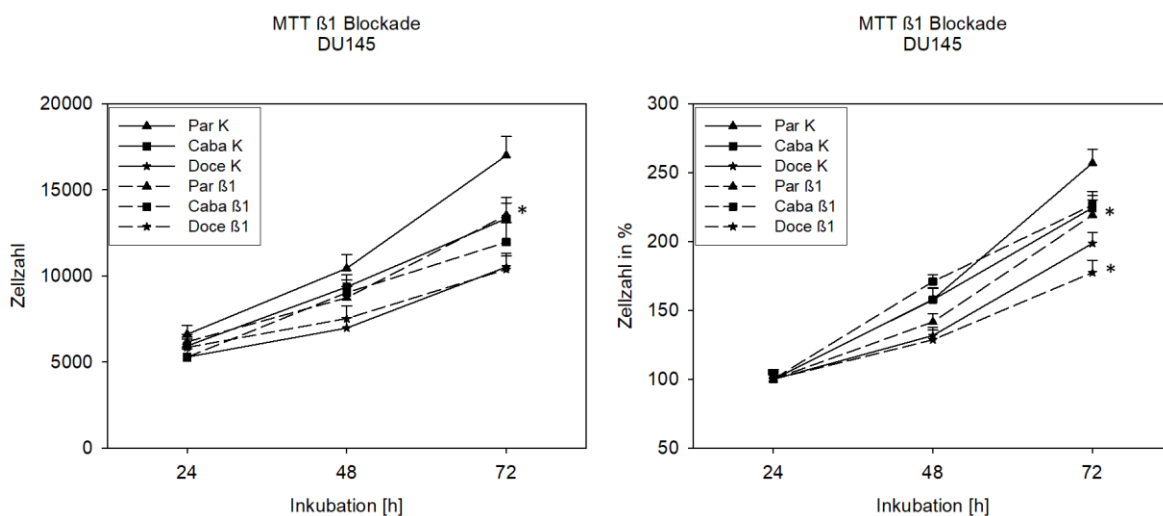 MTT ß1 Blockade
DU145
20000
15000
10000
5000
0
Zellzahl
Par K
Caba K
Doce K
Par ß1
Caba ß1
Doce ß1
*
24 48 72
Inkubation [h]
MTT ß1 Blockade
DU145
300
250
200
150
100
50
Zellzahl in %
Par K
Caba K
Doce K
Par ß1
Caba ß1
Doce ß1
*
*
24 48 72
Inkubation [h]